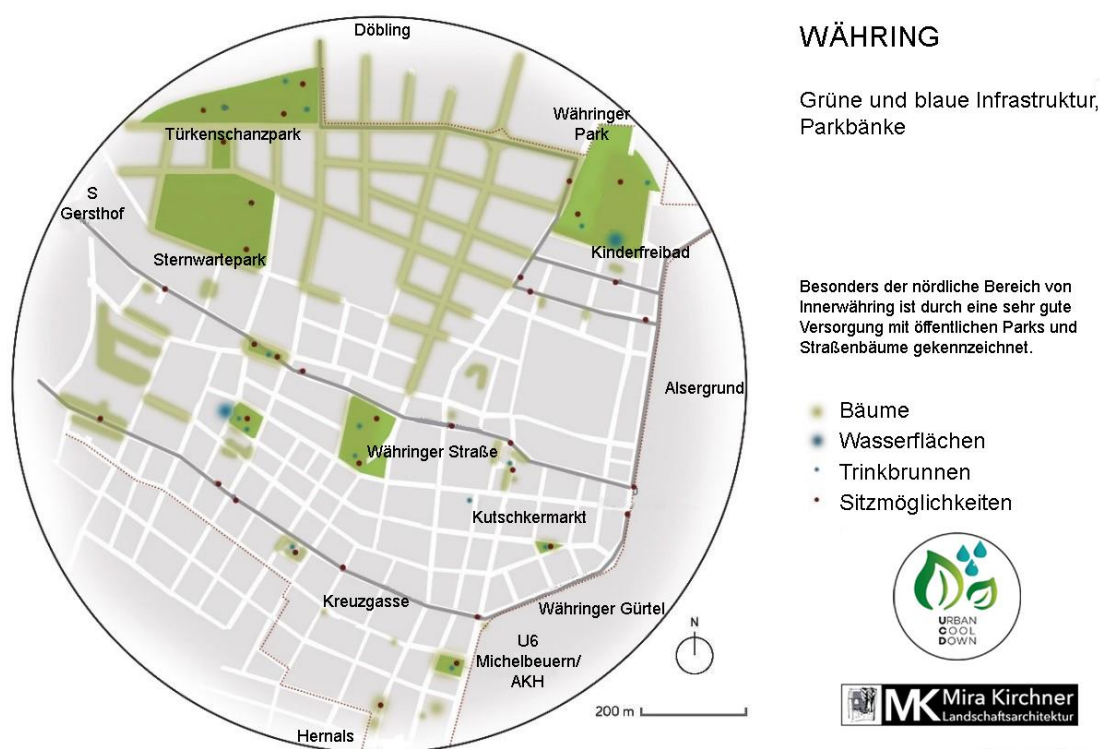 WÄHRING
Grüne und blaue Infrastruktur,
Parkbänke
Döbling
Währinger
Park
Türkenschanzpark
S
Gersthof
Sternwartepark
Kinderfreibad
Besonders der nördliche Bereich von
Innerwähring ist durch eine sehr gute
Versorgung mit öffentlichen Parks und
Straßenbäume gekennzeichnet.
Alsergrund
Bäume
Wasserflächen
Trinkbrunnen
Sitzmöglichkeiten
Währinger Straße
Kutschkermarkt
Kreuzgasse
Währinger Gürtel
U6
Michelbeuern/
AKH
N
200 m
Hernals
URBAN
COOL
DOWN
MK Mira Kirchner
Landschaftsarchitektur